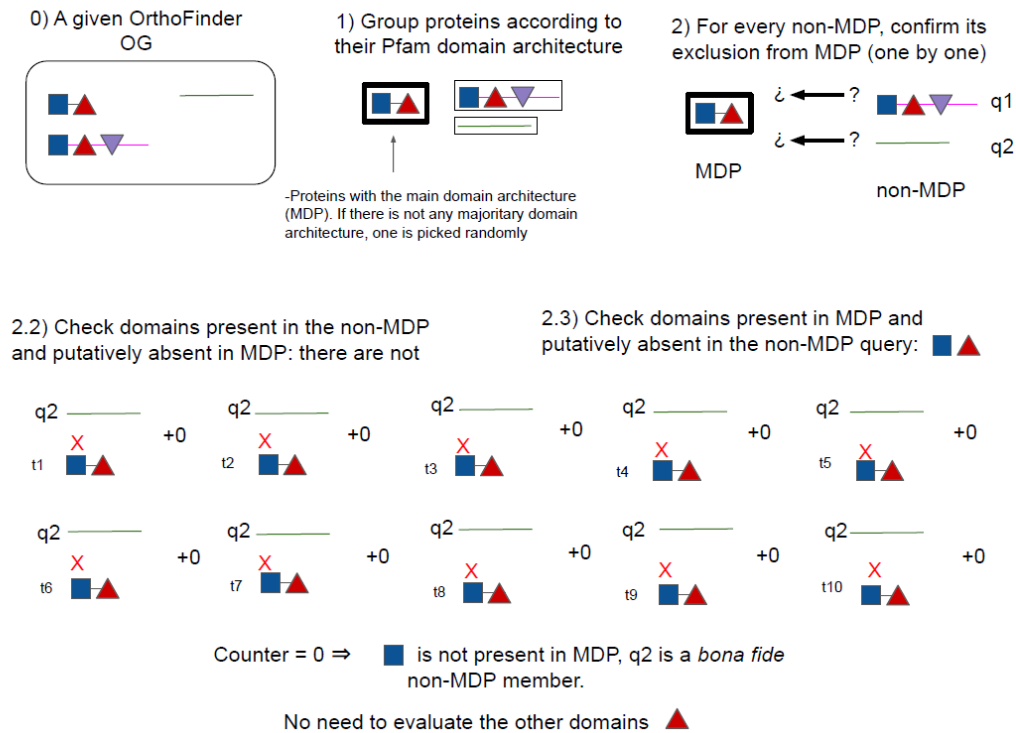 0) A given OrthoFinder
OG
1) Group proteins according to
their Pfam domain architecture
-Proteins with the main domain architecture
(MDP). If there is not any majoritary domain
architecture, one is picked randomly
2) For every non-MDP, confirm its
exclusion from MDP (one by one)
¿ ? q1
¿ ? q2
MDP
non-MDP
2.2) Check domains present in the non-MDP
and putatively absent in MDP: there are not
2.3) Check domains present in MDP and
putatively absent in the non-MDP query:
q2 q2 q2 q2 q2
X +0 X +0 X +0 X +0 X +0
t1 t2 t3 t4 t5
q2 q2 q2 q2 q2
X +0 X +0 X +0 X +0 X +0
t6 t7 t8 t9 t10
Counter = 0 ⇒ is not present in MDP, q2 is a bona fide
non-MDP member.
No need to evaluate the other domains